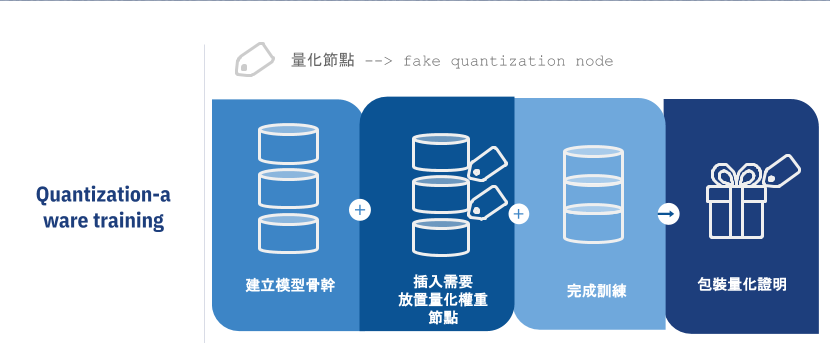 量化節點 --> fake quantization node
Quantization-a
ware training
建立模型骨幹
插入需要
放置量化權重
節點
完成訓練
包裝量化證明